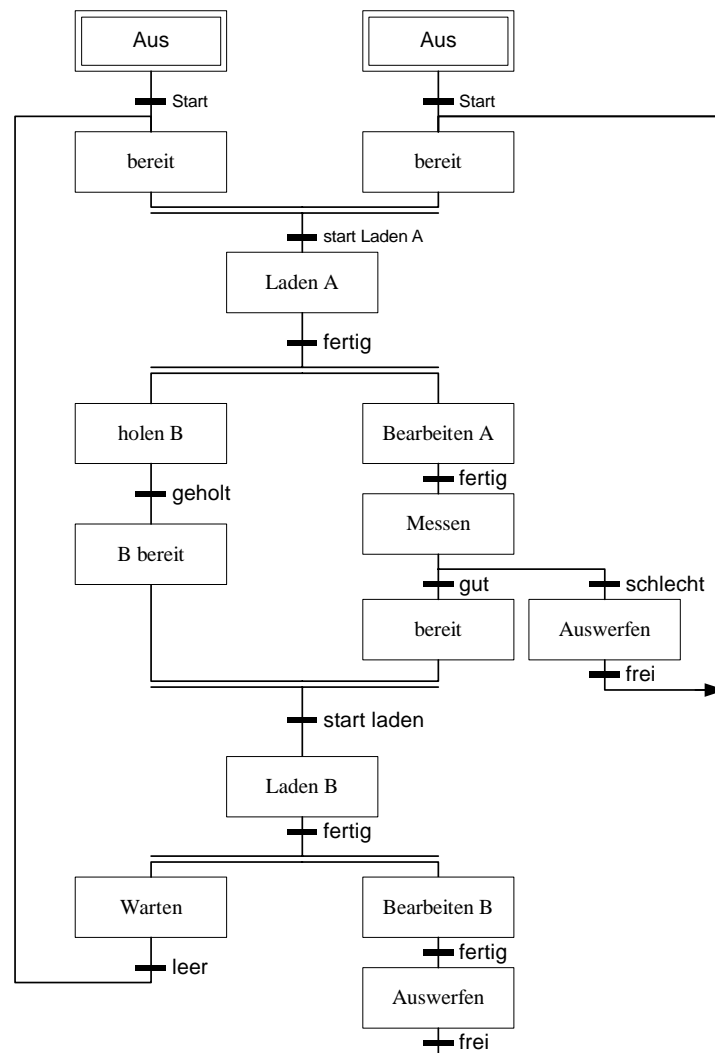 Aus
Aus
Start
Start
bereit
bereit
start Laden A
Laden A
fertig
holen B
Bearbeiten A
geholt
fertig
B bereit
Messen
gut
schlecht
bereit
Auswerfen
frei
start laden
Laden B
fertig
Warten
Bearbeiten B
leer
fertig
Auswerfen
frei